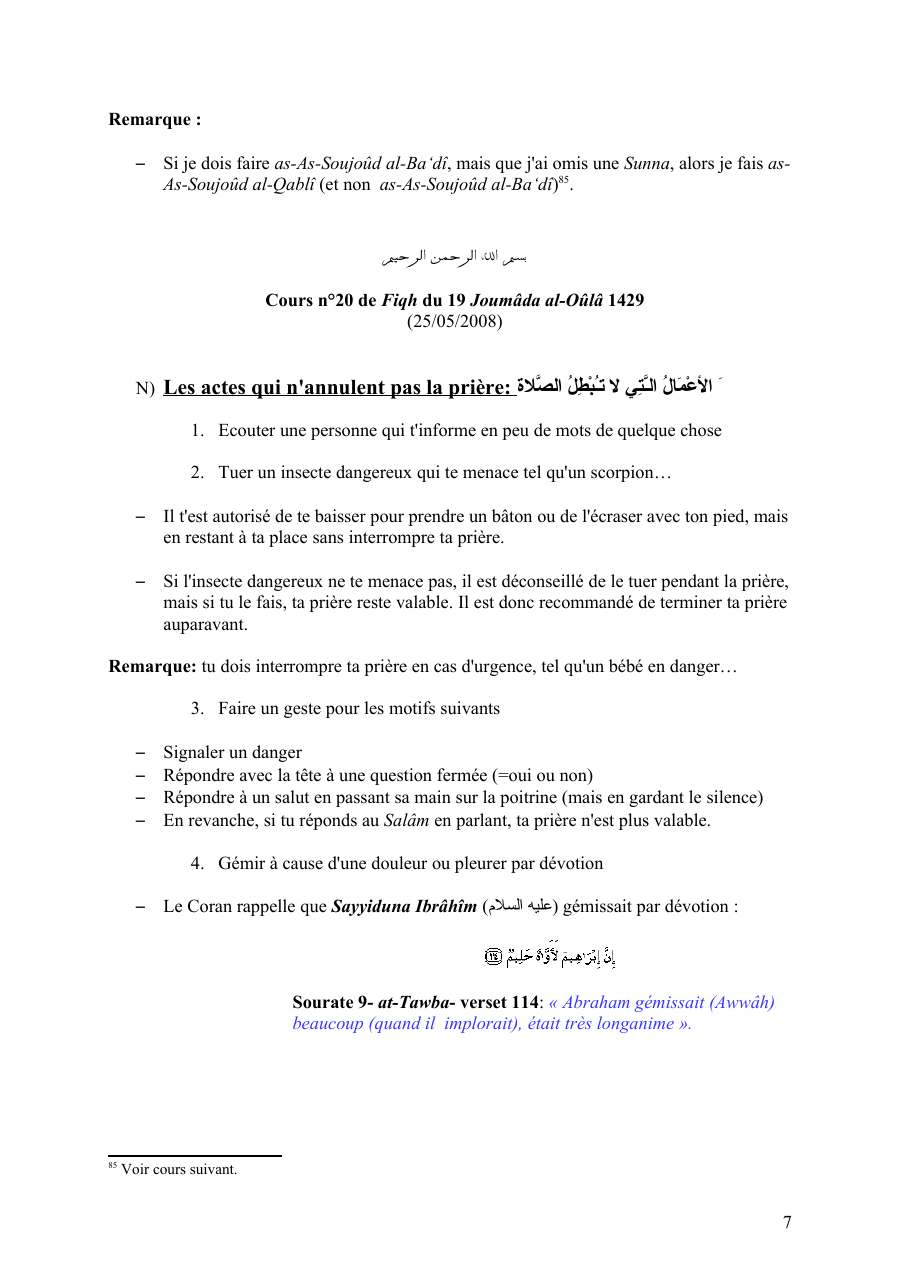 Remarque :
– Si je dois faire as-As-Soujoûd al-Ba‘dî, mais que j'ai omis une Sunna, alors je fais as-
As-Soujoûd al-Qablî (et non as-As-Soujoûd al-Ba‘dî)85.
بسم الله الرحمن الرحيم
Cours n°20 de Fiqh du 19 Joumâda al-Oûlâ 1429
(25/05/2008)
N) Les actes qui n'annulent pas la prière: الأَعْمَالُ الـَّتِي لا تـُبْطِلُ الصَّلاة َ
1. Ecouter une personne qui t'informe en peu de mots de quelque chose
2. Tuer un insecte dangereux qui te menace tel qu'un scorpion…
– Il t'est autorisé de te baisser pour prendre un bâton ou de l'écraser avec ton pied, mais
en restant à ta place sans interrompre ta prière.
– Si l'insecte dangereux ne te menace pas, il est déconseillé de le tuer pendant la prière,
mais si tu le fais, ta prière reste valable. Il est donc recommandé de terminer ta prière
auparavant.
Remarque: tu dois interrompre ta prière en cas d'urgence, tel qu'un bébé en danger…
3. Faire un geste pour les motifs suivants
– Signaler un danger
– Répondre avec la tête à une question fermée (=oui ou non)
– Répondre à un salut en passant sa main sur la poitrine (mais en gardant le silence)
– En revanche, si tu réponds au Salâm en parlant, ta prière n'est plus valable.
4. Gémir à cause d'une douleur ou pleurer par dévotion
– Le Coran rappelle que Sayyiduna Ibrâhîm (عليه السلام) gémissait par dévotion :
إِنَّ إِبْرَاهِيمَ لَأَوَّاهٌ حَلِيمٌ
Sourate 9- at-Tawba- verset 114: « Abraham gémissait (Awwâh)
beaucoup (quand il implorait), était très longanime ».
85 Voir cours suivant.
7